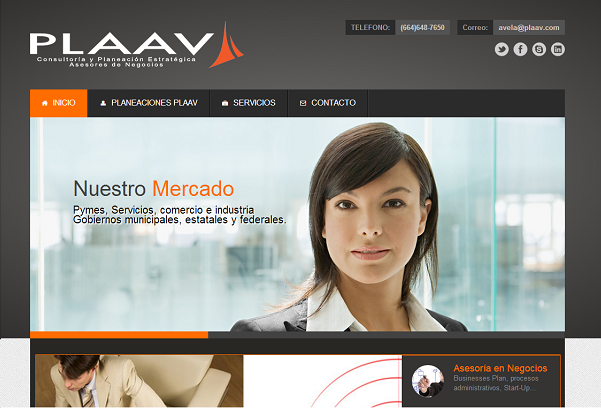 PLAAV
Consultoría y Planeación Estratégica
Asesores de Negocios
TELEFONO: (664)648-7650 Correo: avela@plaav.com
INICIO PLANEACIONES PLAAV SERVICIOS CONTACTO
Nuestro Mercado
Pymes, Servicios, comercio e industria
Gobiernos municipales, estatales y federales.
Asesoria en Negocios
Businesses Plan, procesos
administrativos, Start-Up...